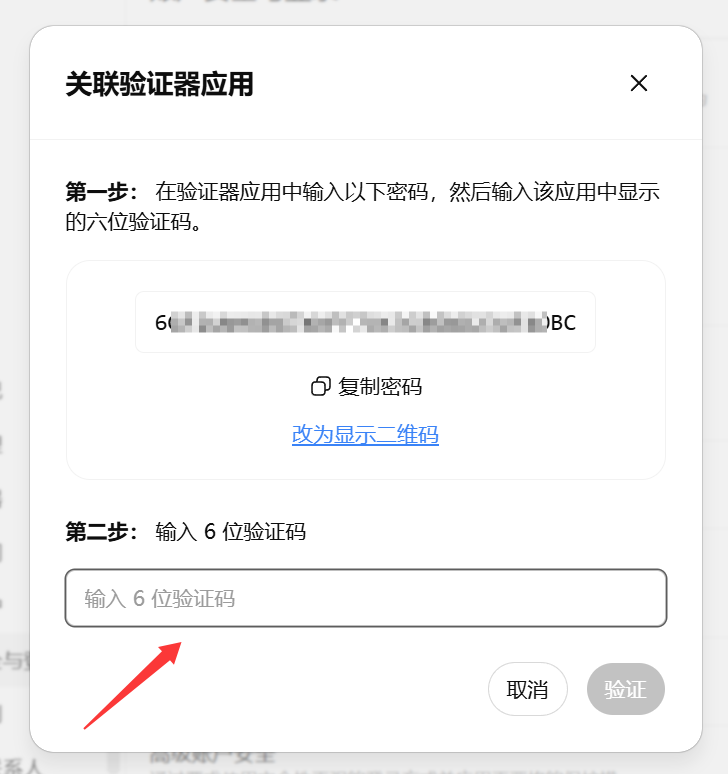 关联验证器应用
第一步： 在验证器应用中输入以下密码，然后输入该应用中显示
的六位验证码。
复制密码
改为显示二维码
第二步： 输入 6 位验证码
输入 6 位验证码
取消 验证